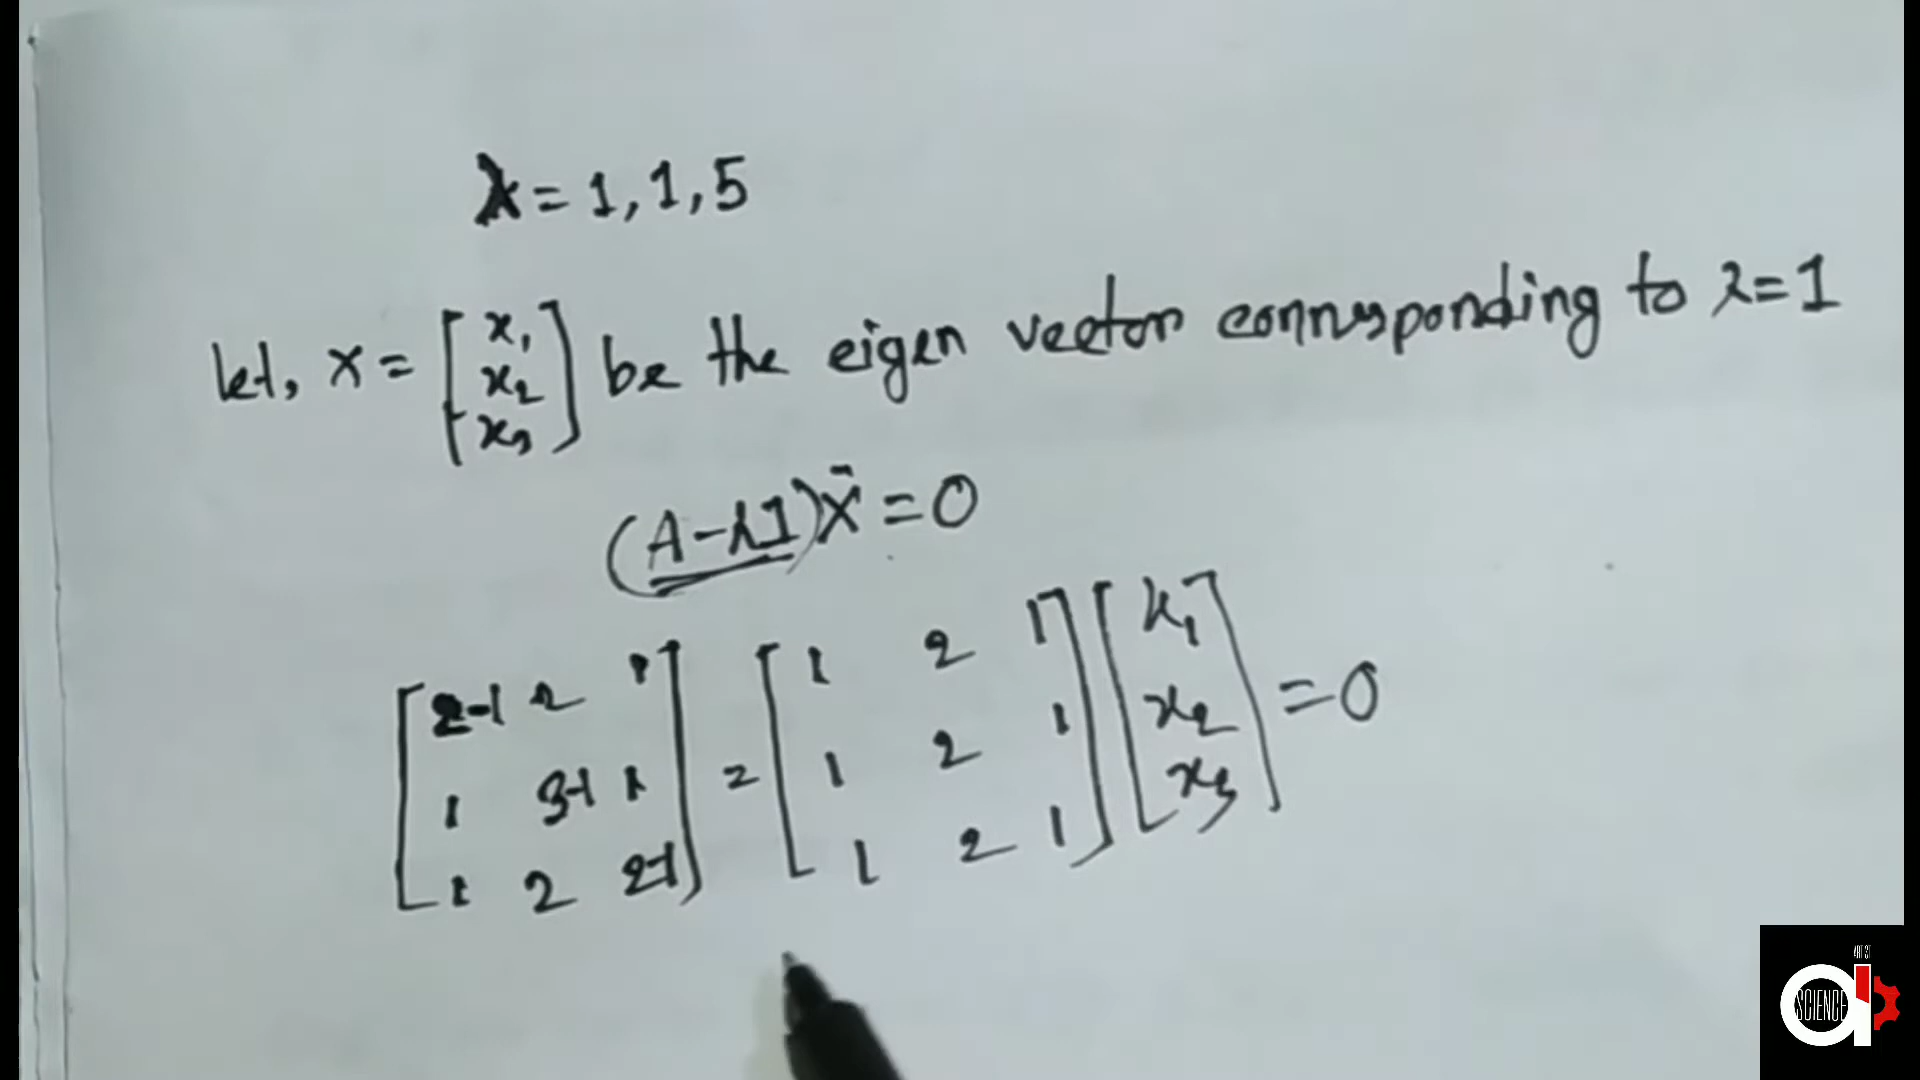 λ = 1, 1, 5
let, x = [x₁ x₂ x₃] be the eigen vector corresponding to λ = 1
(A - λI)x̄ = 0
[2-1 2 1] = [1 2 1] [x₁] = 0
[1 3-1 1] [1 2 1] [x₂]
[1 2 2-1] [1 2 1] [x₃]
SCIENCE